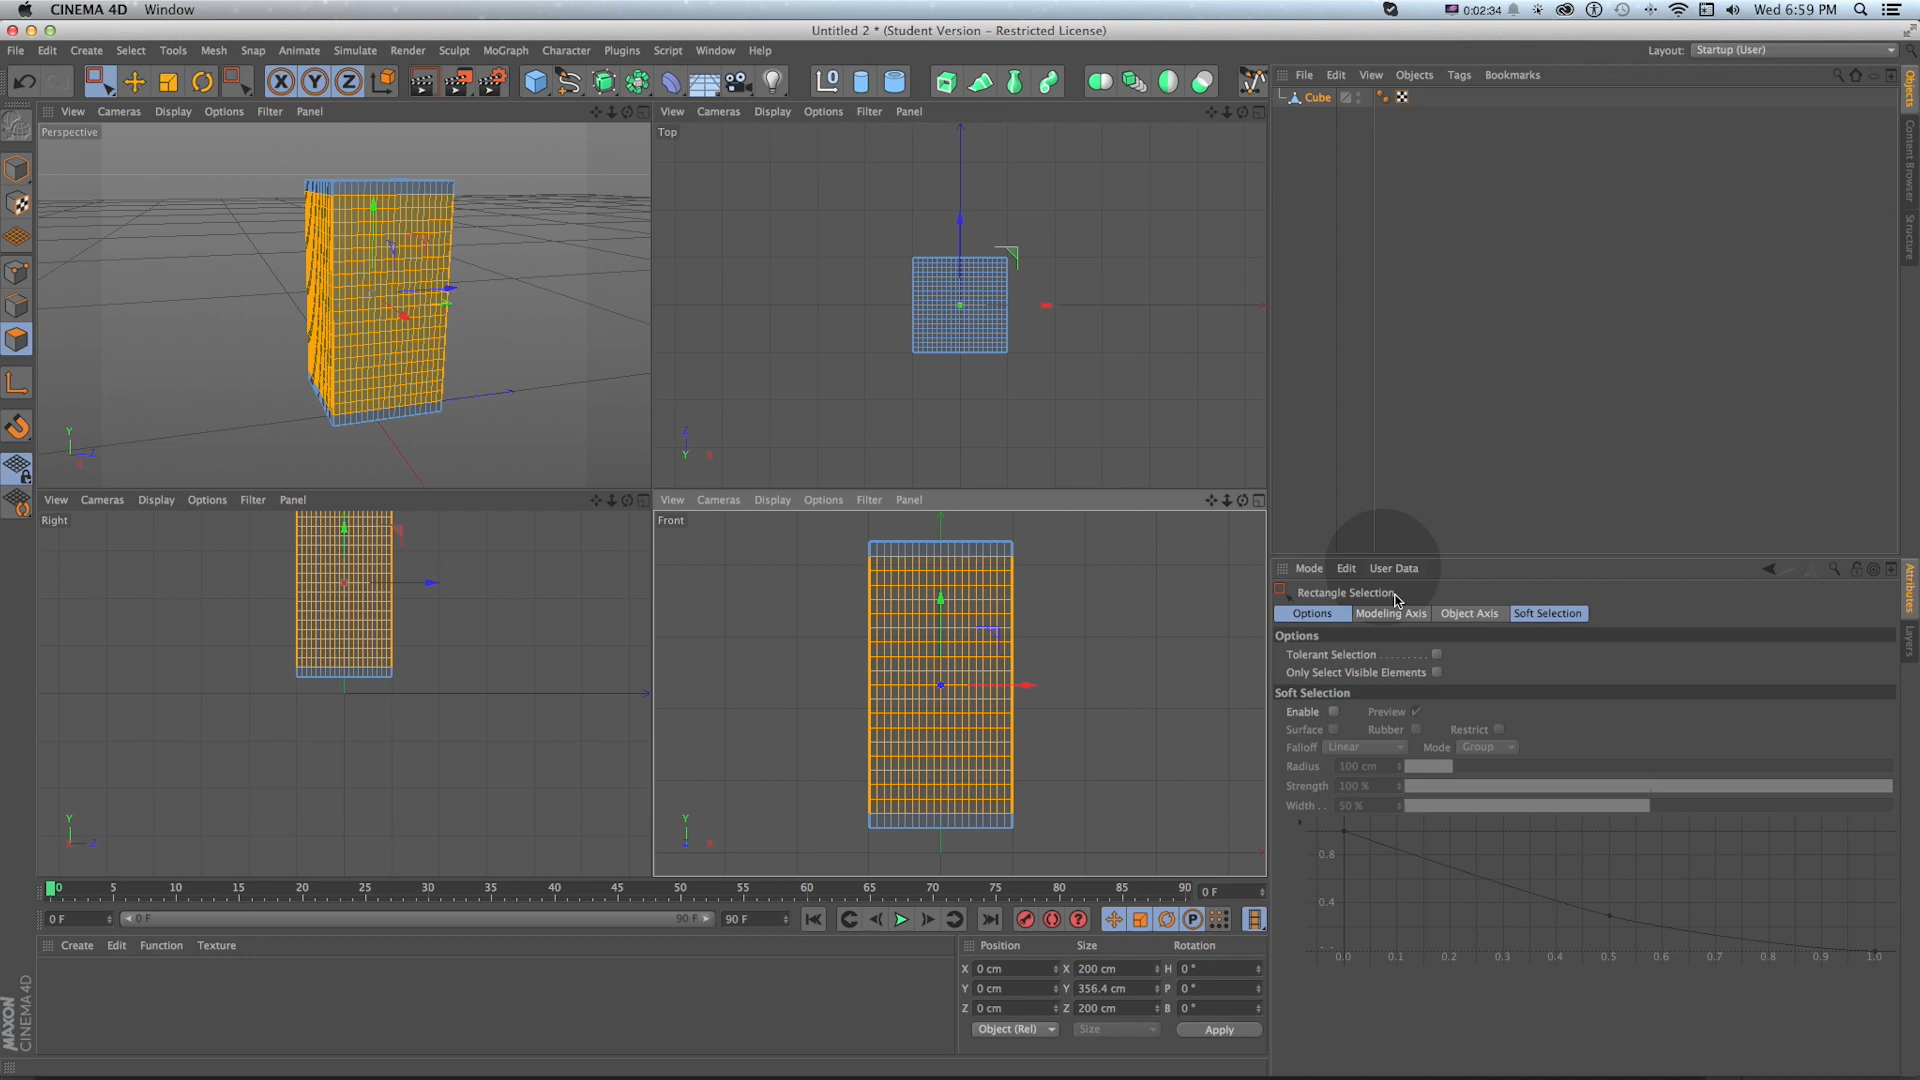 CINEMA 4D Window
0:02:34 Wed 6:59 PM
Untitled 2 * (Student Version – Restricted License)
File Edit Create Select Tools Mesh Snap Animate Simulate Render Sculpt MoGraph Character Plugins Script Window Help
Layout: Startup (User)
X Y Z
File Edit View Objects Tags Bookmarks
Cube
Objects
Content Browser
Structure
View Cameras Display Options Filter Panel
Perspective
Y
Z
X
View Cameras Display Options Filter Panel
Top
Z
Y X
View Cameras Display Options Filter Panel
Right
Y
X Z
View Cameras Display Options Filter Panel
Front
Y
Z X
Mode Edit User Data
Attributes
Layers
Rectangle Selection
Options Modeling Axis Object Axis Soft Selection
Options
Tolerant Selection . . . . . . . . .
Only Select Visible Elements
Soft Selection
Enable Preview
Surface Rubber Restrict
Falloff Linear Mode Group
Radius 100 cm
Strength 100 %
Width . . 50 %
0.8
0.4
0.0 0.1 0.2 0.3 0.4 0.5 0.6 0.7 0.8 0.9 1.0
0 5 10 15 20 25 30 35 40 45 50 55 60 65 70 75 80 85 90 0 F
0 F 0 F 90 F 90 F
P
Create Edit Function Texture
Position Size Rotation
X 0 cm X 200 cm H 0 °
Y 0 cm Y 356.4 cm P 0 °
Z 0 cm Z 200 cm B 0 °
Object (Rel) Size Apply
MAXON
CINEMA 4D